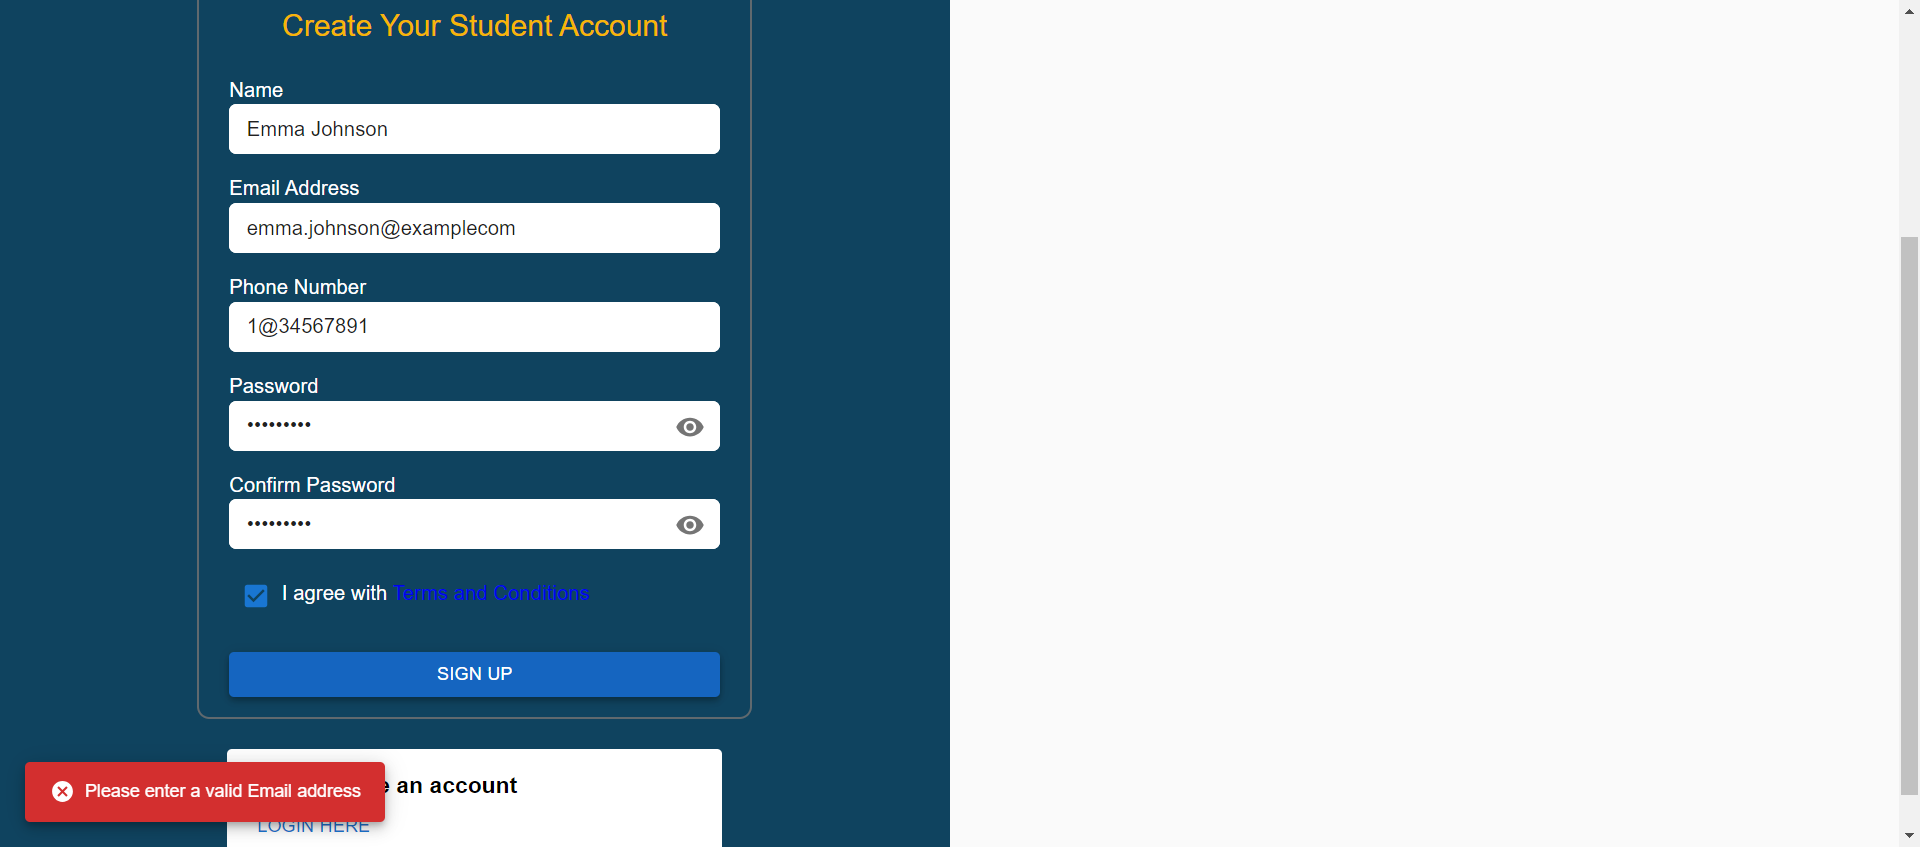 Create Your Student Account
Name
Emma Johnson
Email Address
emma.johnson@examplecom
Phone Number
1@34567891
Password
•••••••••
Confirm Password
•••••••••
I agree with Terms and Conditions
SIGN UP
an account
Please enter a valid Email address
LOGIN HERE